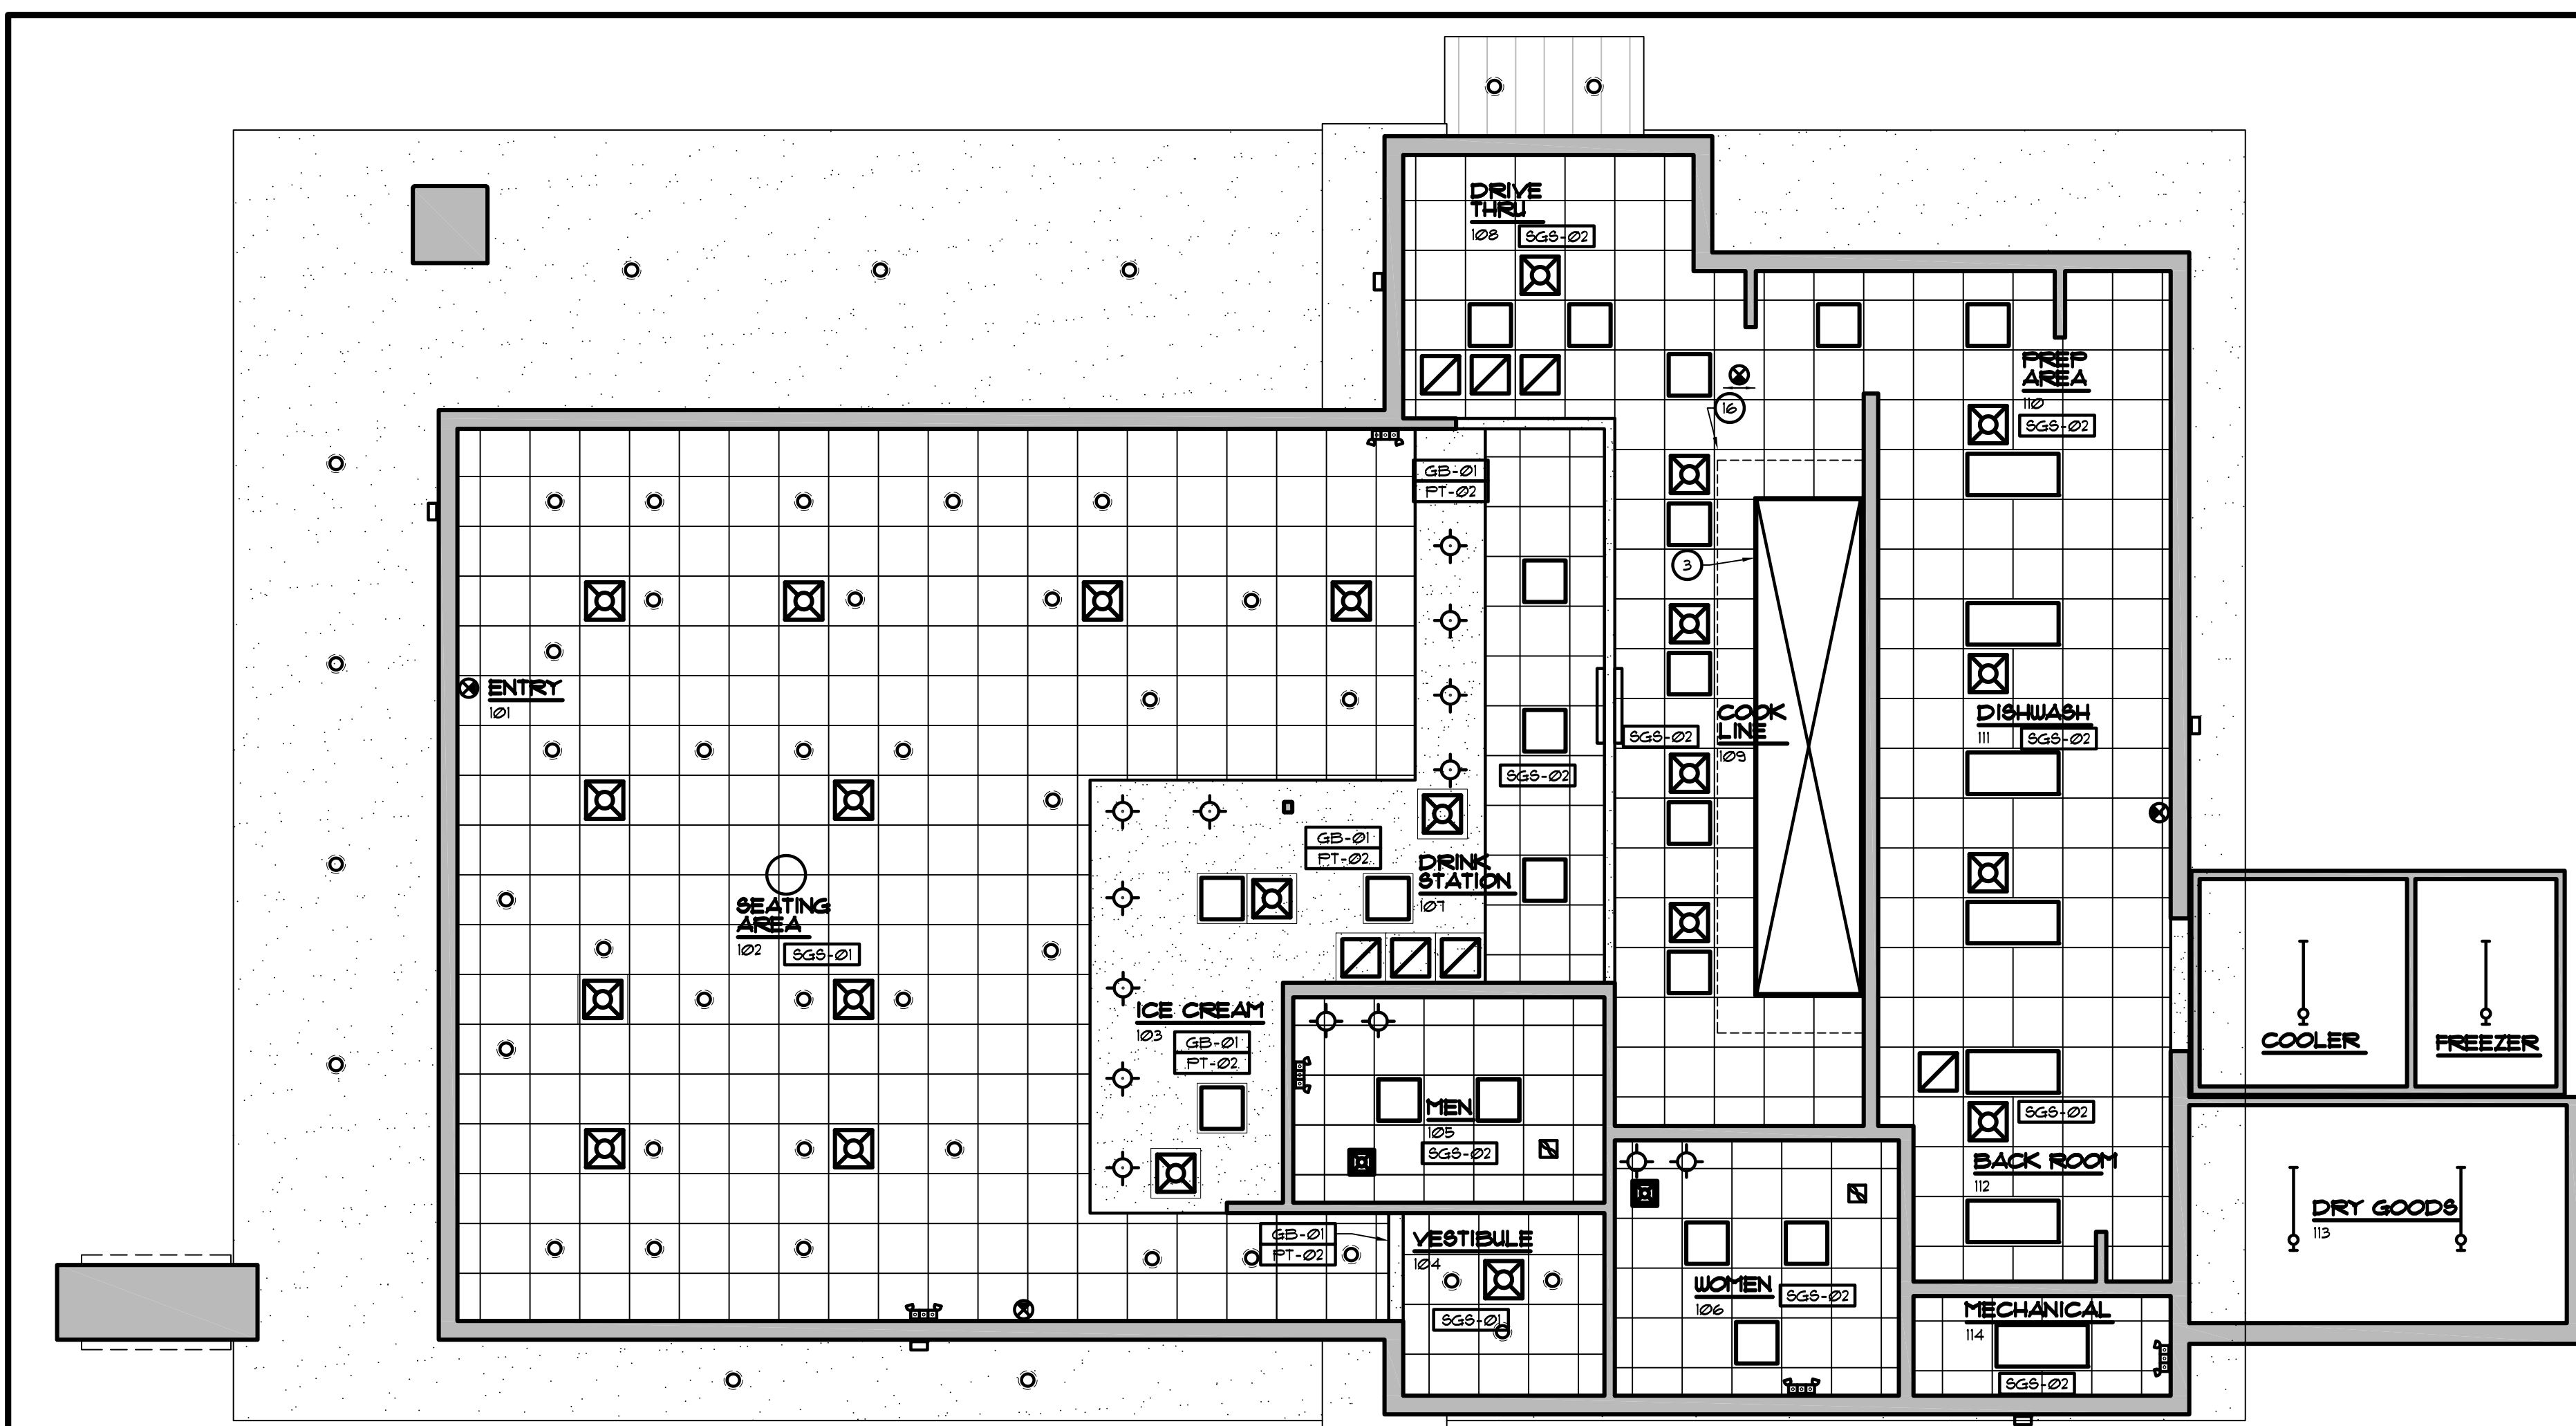 DRIVE
THRU
108 SGS-02
PREP
AREA
110
SGS-02
16
GB-01
PT-02
3
ENTRY
101
COOK
LINE
109
SGS-02
SGS-02
DISHWASH
111 SGS-02
GB-01
PT-02
DRINK
STATION
107
SEATING
AREA
102 SGS-01
ICE CREAM
103
GB-01
PT-02
MEN
105
SGS-02
COOLER
FREEZER
SGS-02
BACK ROOM
112
DRY GOODS
113
GB-01
PT-02
VESTIBULE
104
SGS-01
WOMEN
106
SGS-02
MECHANICAL
114
SGS-02